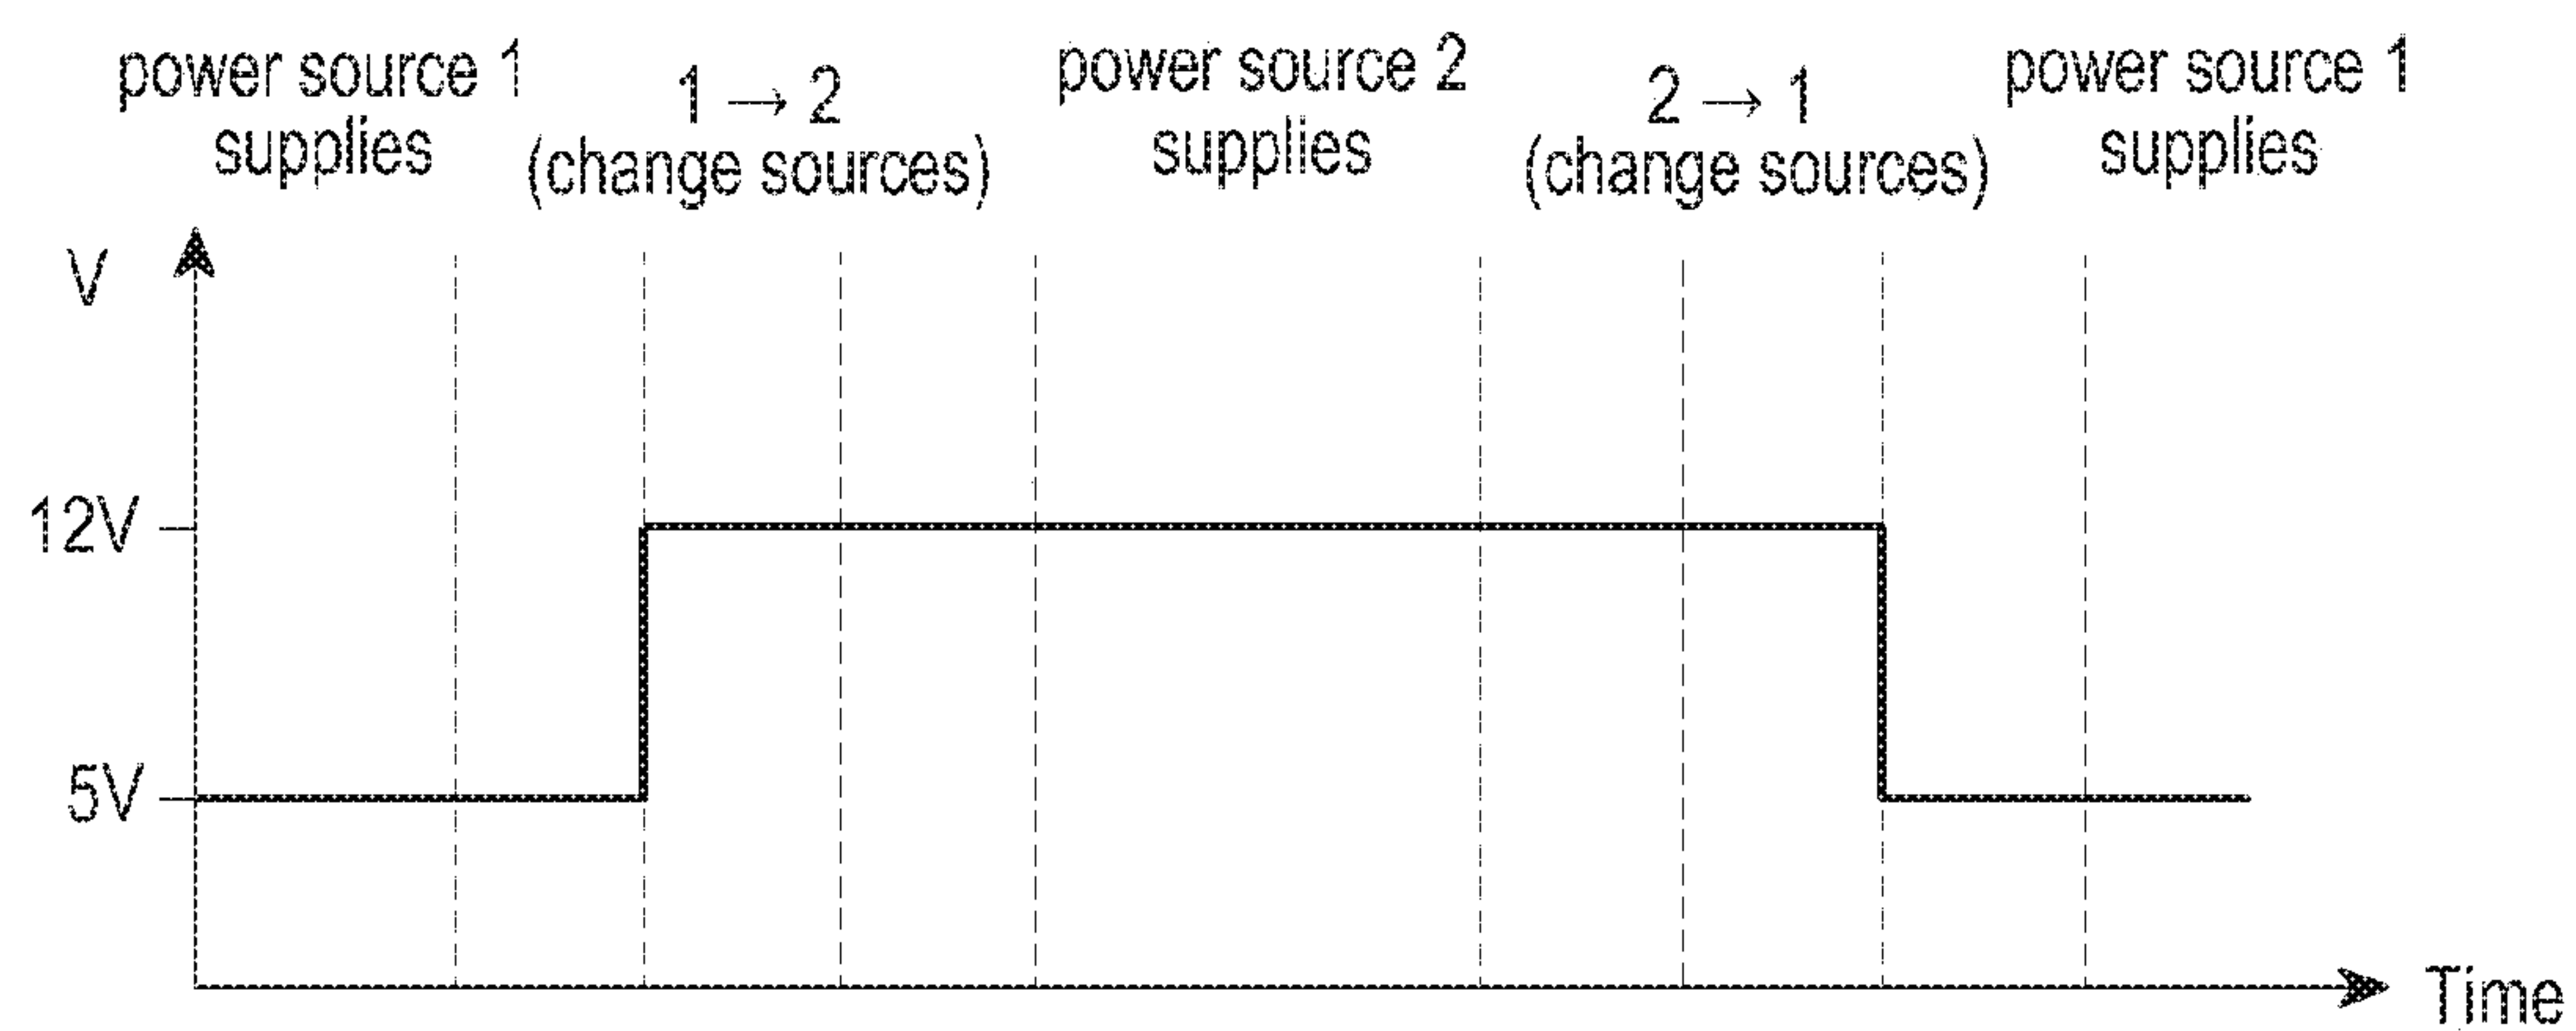 power source 1
supplies
1 → 2
(change sources)
power source 2
supplies
2 → 1
(change sources)
power source 1
supplies
V
12V
5V
Time